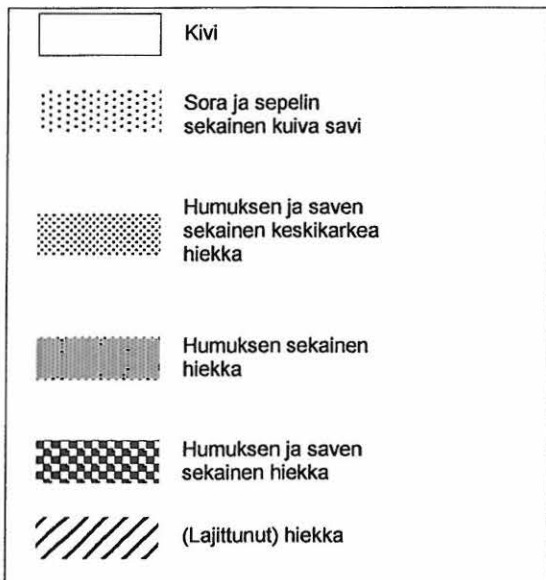 Kivi
Sora ja sepelin
sekainen kuiva savi
Humuksen ja saven
sekainen keskikarkea
hiekka
Humuksen sekainen
hiekka
Humuksen ja saven
sekainen hiekka
(Lajittunut) hiekka